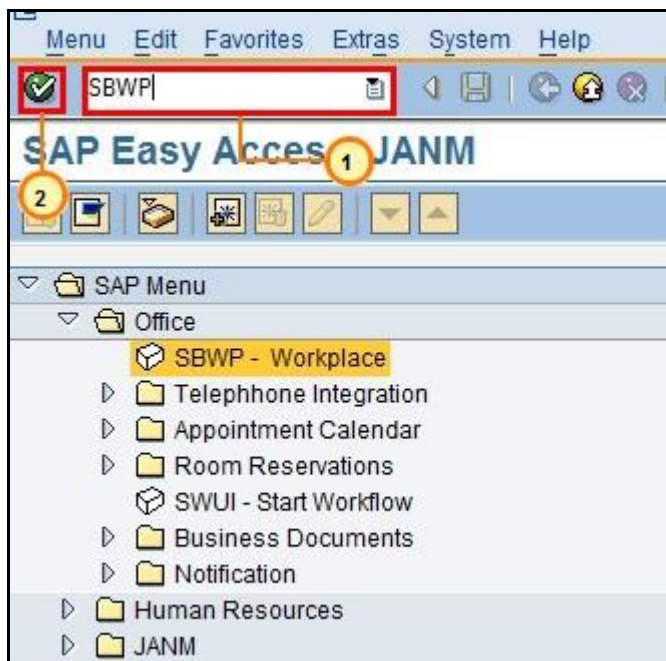 Menu Edit Favorites Extras System Help
SBWP
SAP Easy Acces JANM
1
2
SAP Menu
Office
SBWP - Workplace
Telephhone Integration
Appointment Calendar
Room Reservations
SWUI - Start Workflow
Business Documents
Notification
Human Resources
JANM